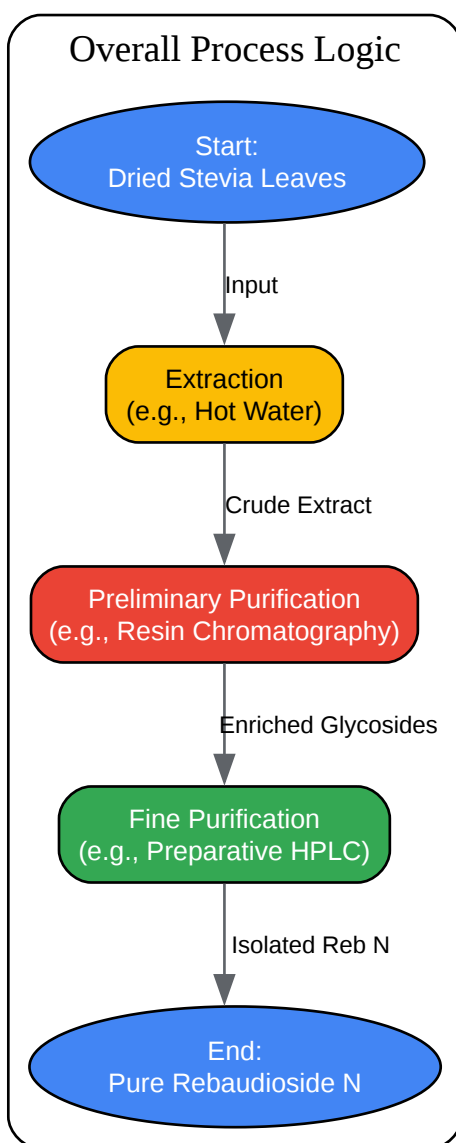 Overall Process Logic
Start:
Dried Stevia Leaves
Input
Extraction
(e.g., Hot Water)
Crude Extract
Preliminary Purification
(e.g., Resin Chromatography)
Enriched Glycosides
Fine Purification
(e.g., Preparative HPLC)
Isolated Reb N
End:
Pure Rebaudioside N